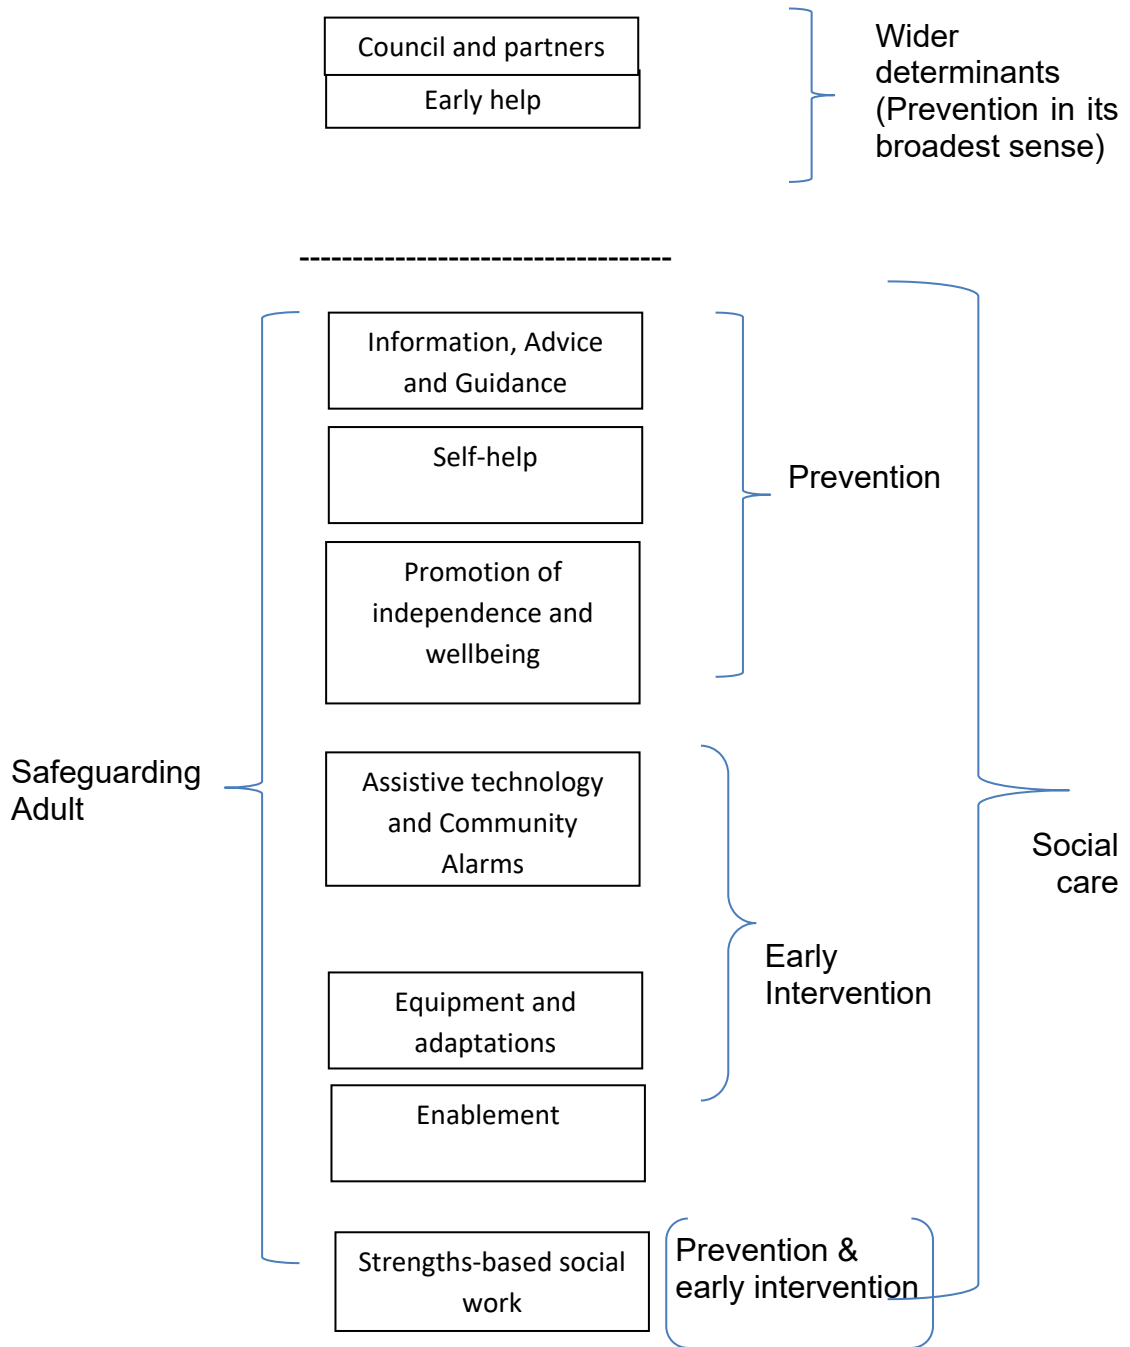 Council and partners
Early help
Wider
determinants
(Prevention in its
broadest sense)
---------------------------------
Information, Advice
and Guidance
Self-help
Promotion of
independence and
wellbeing
Prevention
Safeguarding
Adult
Assistive technology
and Community
Alarms
Social
care
Early
Intervention
Equipment and
adaptations
Enablement
Strengths-based social
work
Prevention &
early intervention